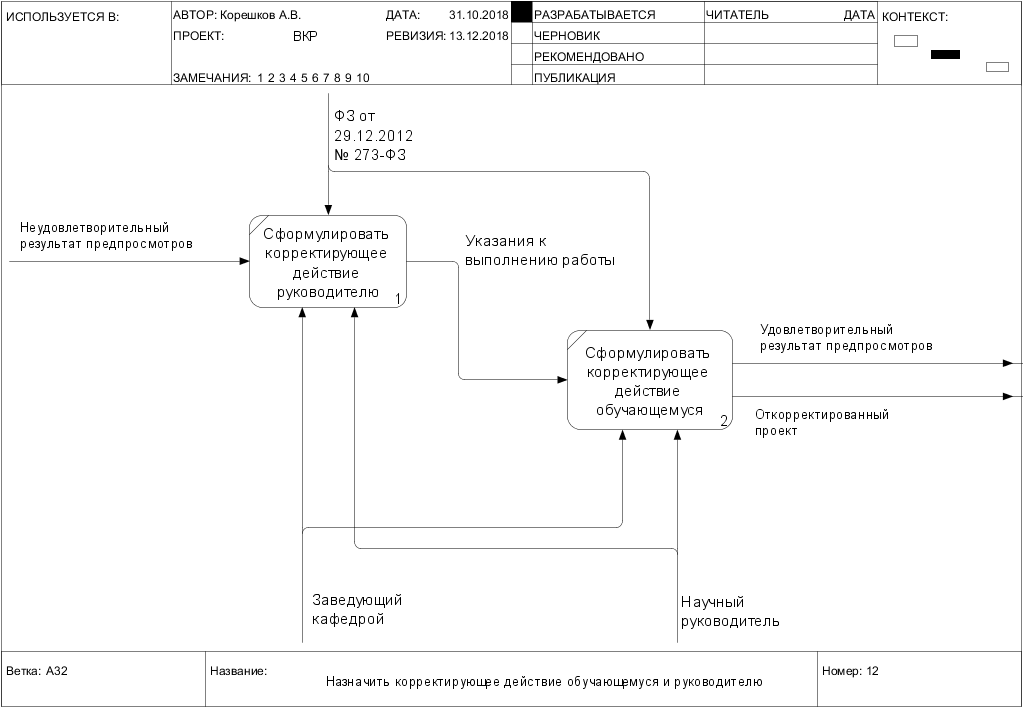 ИСПОЛЬЗУЕТСЯ В:
АВТОР: Корешков А.В.
ДАТА: 31.10.2018
ПРОЕКТ: ВКР
РЕВИЗИЯ: 13.12.2018
ЗАМЕЧАНИЯ: 1 2 3 4 5 6 7 8 9 10
РАЗРАБАТЫВАЕТСЯ
ЧЕРНОВИК
РЕКОМЕНДОВАНО
ПУБЛИКАЦИЯ
ЧИТАТЕЛЬ ДАТА
КОНТЕКСТ:
ФЗ от
29.12.2012
№ 273-ФЗ
Неудовлетворительный
результат предпросмотров
Сформулировать
корректирующее
действие
руководителю
1
Указания к
выполнению работы
Сформулировать
корректирующее
действие
обучающемуся
2
Удовлетворительный
результат предпросмотров
Откорректированный
проект
Заведующий
кафедрой
Научный
руководитель
Ветка: А32
Название:
Назначить корректирующее действие обучающемуся и руководителю
Номер: 12